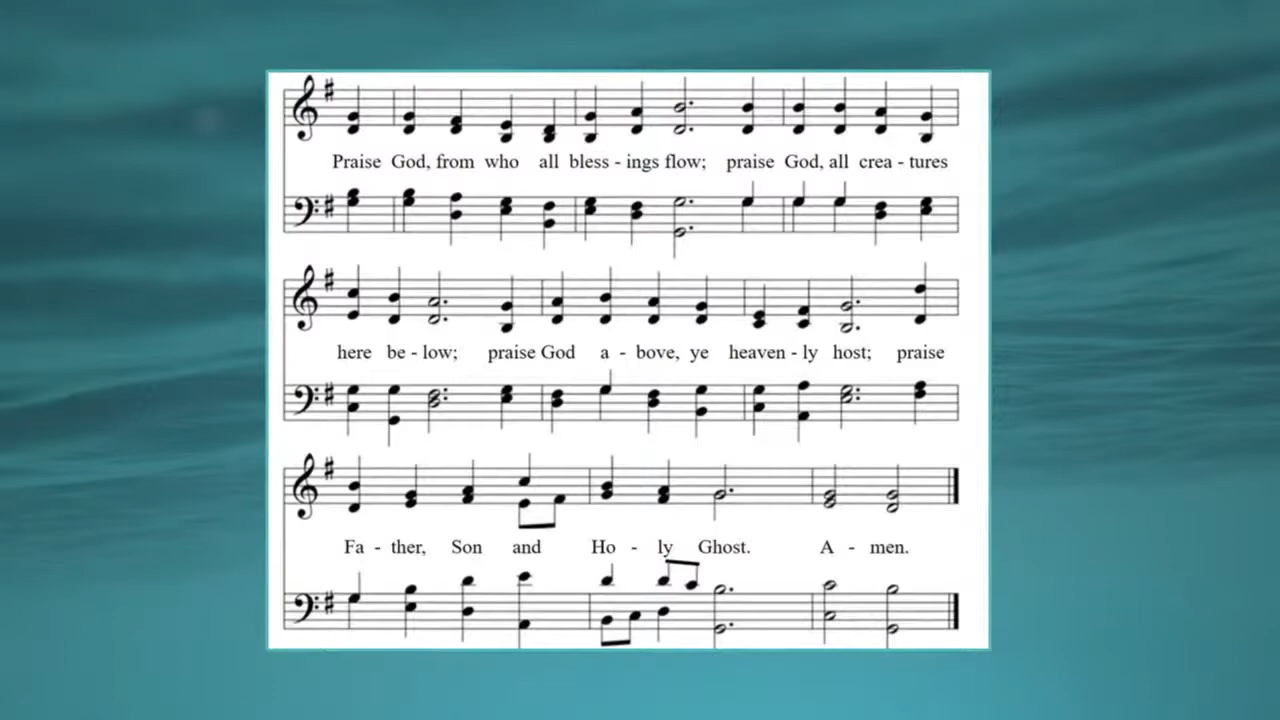 Praise God, from who all bless - ings flow; praise God, all crea - tures
here be - low; praise God a - bove, ye heaven - ly host; praise
Fa - ther, Son and Ho - ly Ghost. A - men.